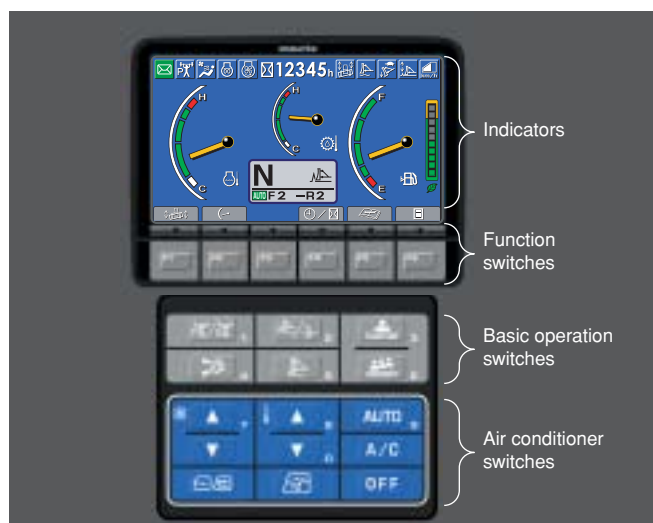 12345h
H
H
F
C
C
E
N
AUTO F2 –R2
Indicators
Function
switches
Basic operation
switches
AUTO
A/C
OFF
Air conditioner
switches